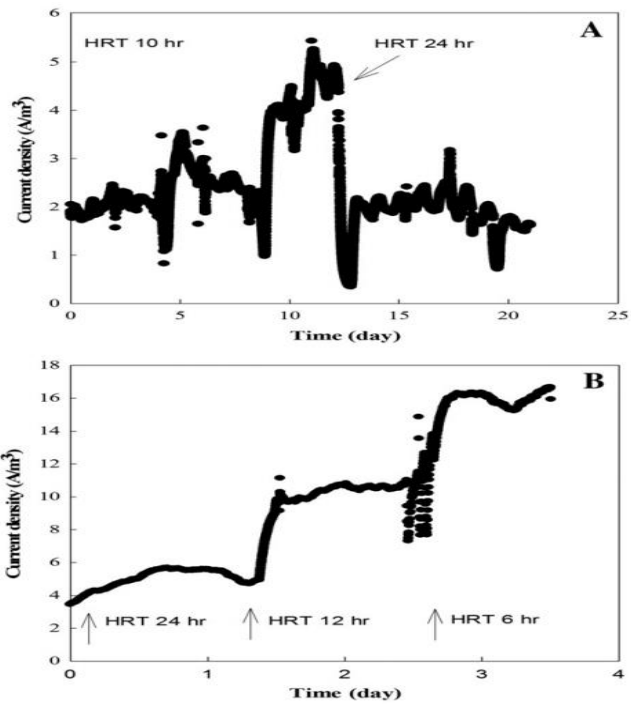 A
HRT 10 hr
HRT 24 hr
6
5
4
3
2
1
0
Current density (A/m³)
0 5 10 15 20 25
Time (day)
B
18
16
14
12
10
8
6
4
2
0
Current density (A/m³)
HRT 24 hr HRT 12 hr HRT 6 hr
0 1 2 3 4
Time (day)